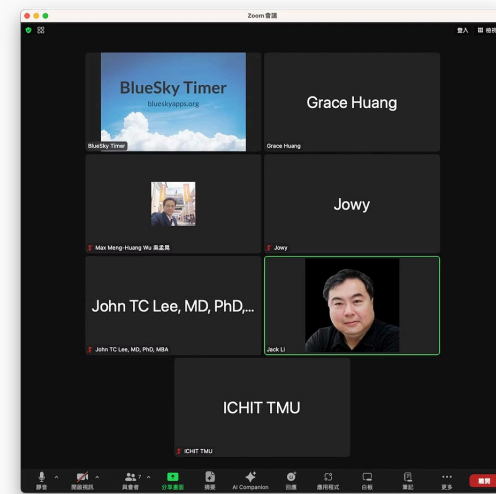 Zoom 會議
登入 檢視
BlueSky Timer
blueskyapps.org
BlueSky Timer
Grace Huang
Grace Huang
Max Meng-Huang Wu 吳孟晃
Jowy
Jowy
John TC Lee, MD, PhD,...
John TC Lee, MD, PhD, MBA
Jack Li
ICHIT TMU
ICHIT TMU
7
靜音 開啟視訊 與會者 分享畫面 摘要 AI Companion 回應 應用程式 白板 筆記 更多 離開